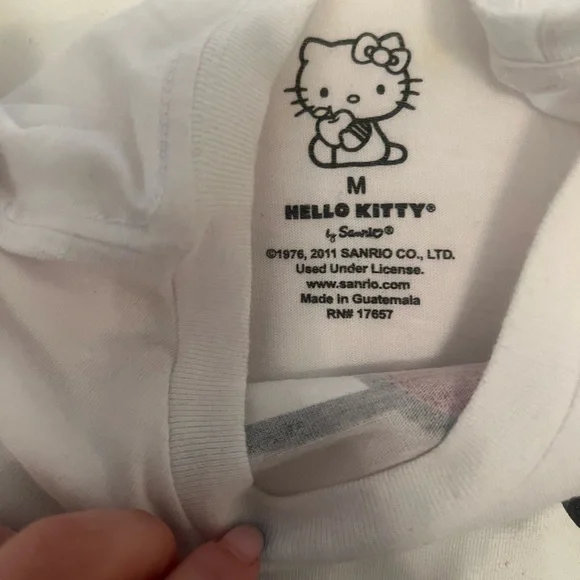 M
HELLO KITTY®
by Sanrio®
©1976, 2011 SANRIO CO., LTD.
Used Under License.
www.sanrio.com
Made in Guatemala
RN# 17657